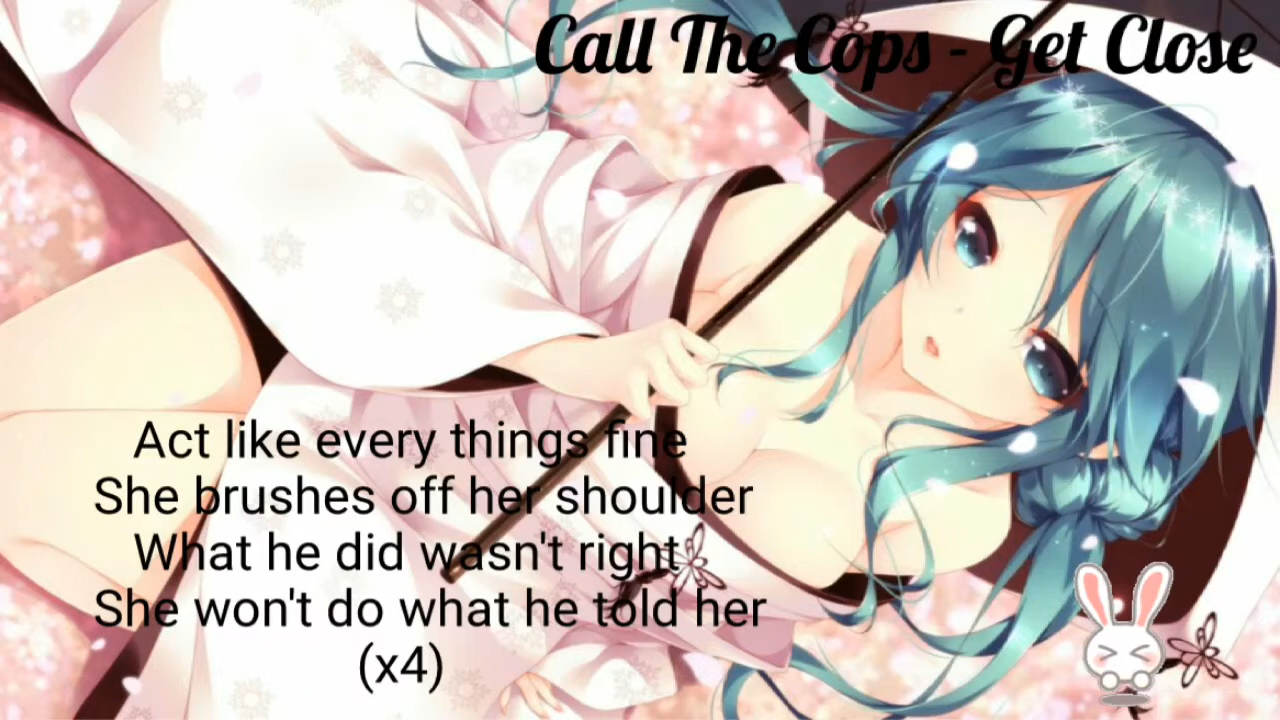 Call The Cops - Get Close
Act like every things fine
She brushes off her shoulder
What he did wasn't right
She won't do what he told her
(x4)